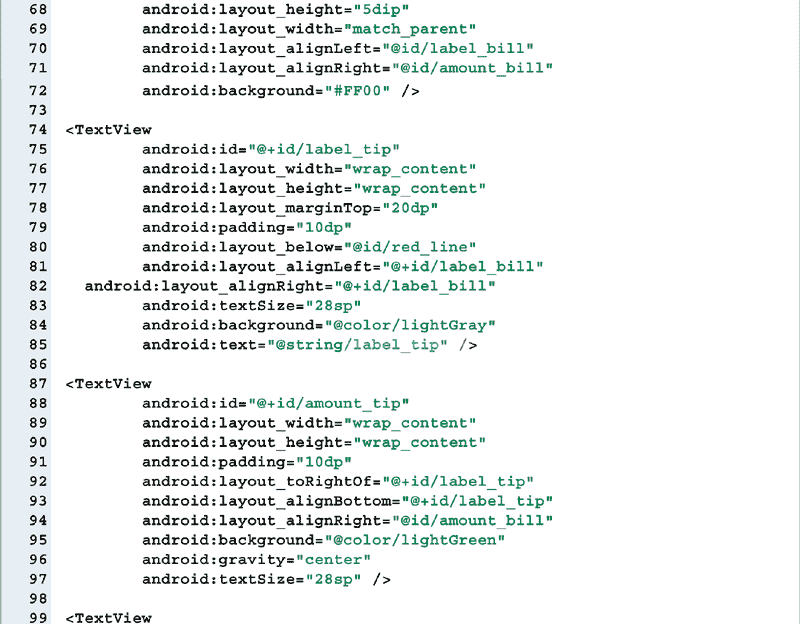 68 android:layout_height="5dip"
69 android:layout_width="match_parent"
70 android:layout_alignLeft="@id/label_bill"
71 android:layout_alignRight="@id/amount_bill"
72 android:background="#FF00" />
73
74 <TextView
75 android:id="@+id/label_tip"
76 android:layout_width="wrap_content"
77 android:layout_height="wrap_content"
78 android:layout_marginTop="20dp"
79 android:padding="10dp"
80 android:layout_below="@id/red_line"
81 android:layout_alignLeft="@+id/label_bill"
82 android:layout_alignRight="@+id/label_bill"
83 android:textSize="28sp"
84 android:background="@color/lightGray"
85 android:text="@string/label_tip" />
86
87 <TextView
88 android:id="@+id/amount_tip"
89 android:layout_width="wrap_content"
90 android:layout_height="wrap_content"
91 android:padding="10dp"
92 android:layout_toRightOf="@+id/label_tip"
93 android:layout_alignBottom="@+id/label_tip"
94 android:layout_alignRight="@id/amount_bill"
95 android:background="@color/lightGreen"
96 android:gravity="center"
97 android:textSize="28sp" />
98
99 <TextView